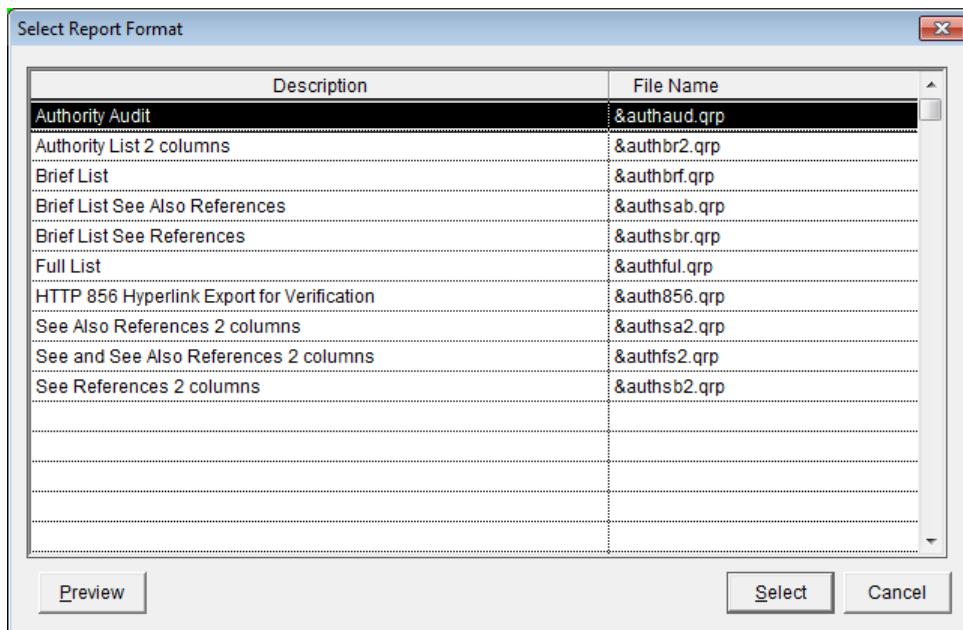 Select Report Format
Description File Name
Authority Audit &authaud.qrp
Authority List 2 columns &authbr2.qrp
Brief List &authbrf.qrp
Brief List See Also References &authsab.qrp
Brief List See References &authsbr.qrp
Full List &authful.qrp
HTTP 856 Hyperlink Export for Verification &auth856.qrp
See Also References 2 columns &authsa2.qrp
See and See Also References 2 columns &authfs2.qrp
See References 2 columns &authsb2.qrp
Preview Select Cancel